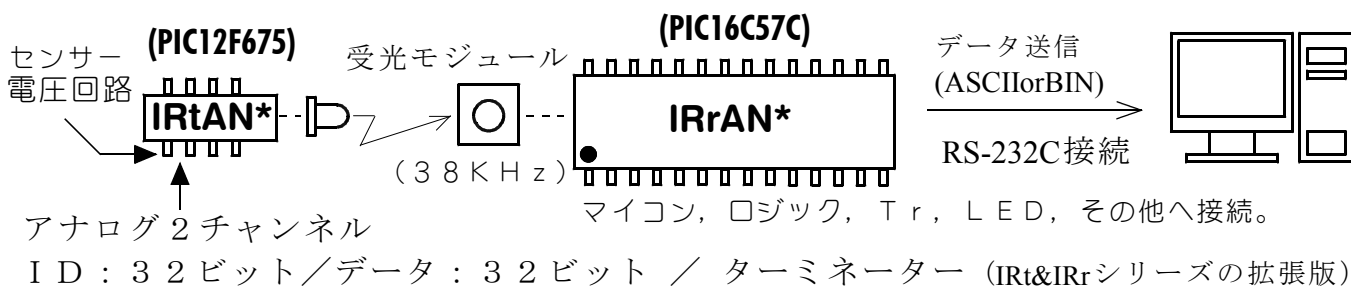 センサー
電圧回路
(PIC12F675)
IRtAN*
受光モジュール
(38KHz)
(PIC16C57C)
IRrAN*
データ送信
(ASCIIorBIN)
RS-232C接続
マイコン，ロジック，Tr，LED，その他へ接続。
アナログ2チャンネル
ID：32ビット／データ：32ビット ／ ターミネーター (IRt&IRrシリーズの拡張版)